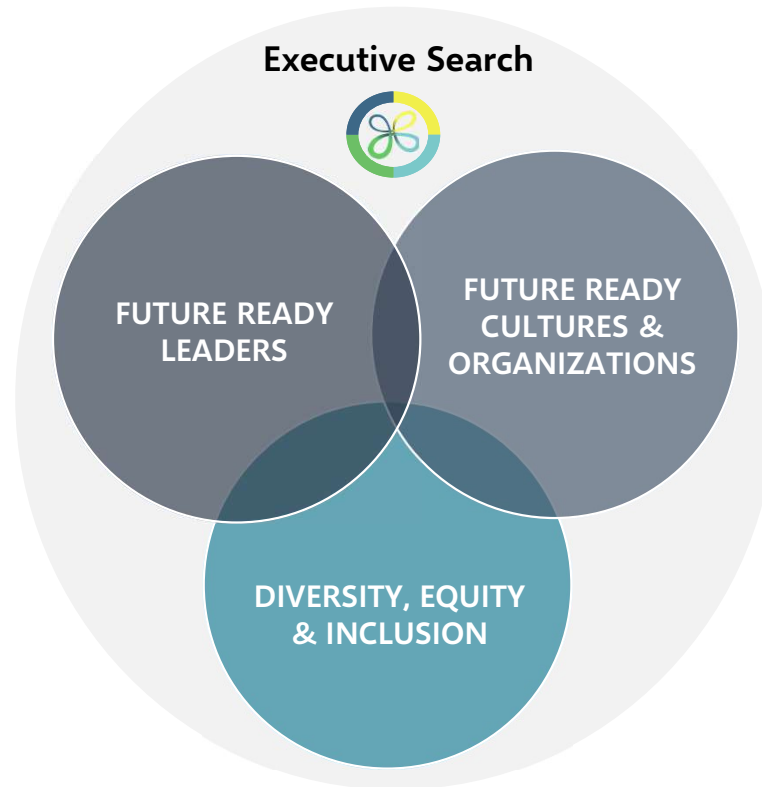 Executive Search
FUTURE READY
LEADERS
FUTURE READY
CULTURES &
ORGANIZATIONS
DIVERSITY, EQUITY
& INCLUSION